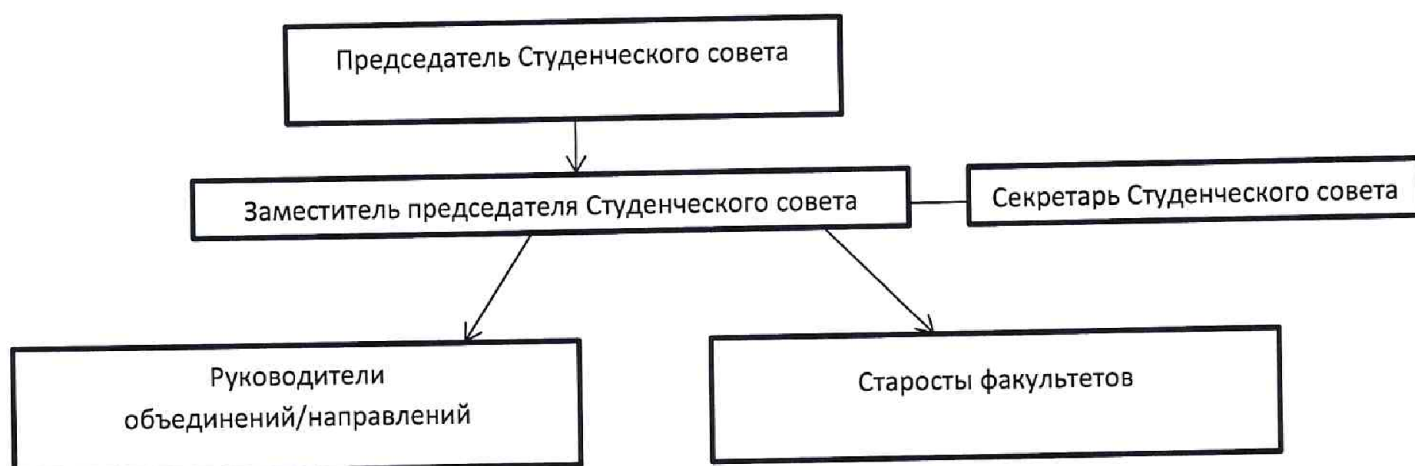 Председатель Студенческого совета
Заместитель председателя Студенческого совета
Секретарь Студенческого совета
Руководители
объединений/направлений
Старосты факультетов